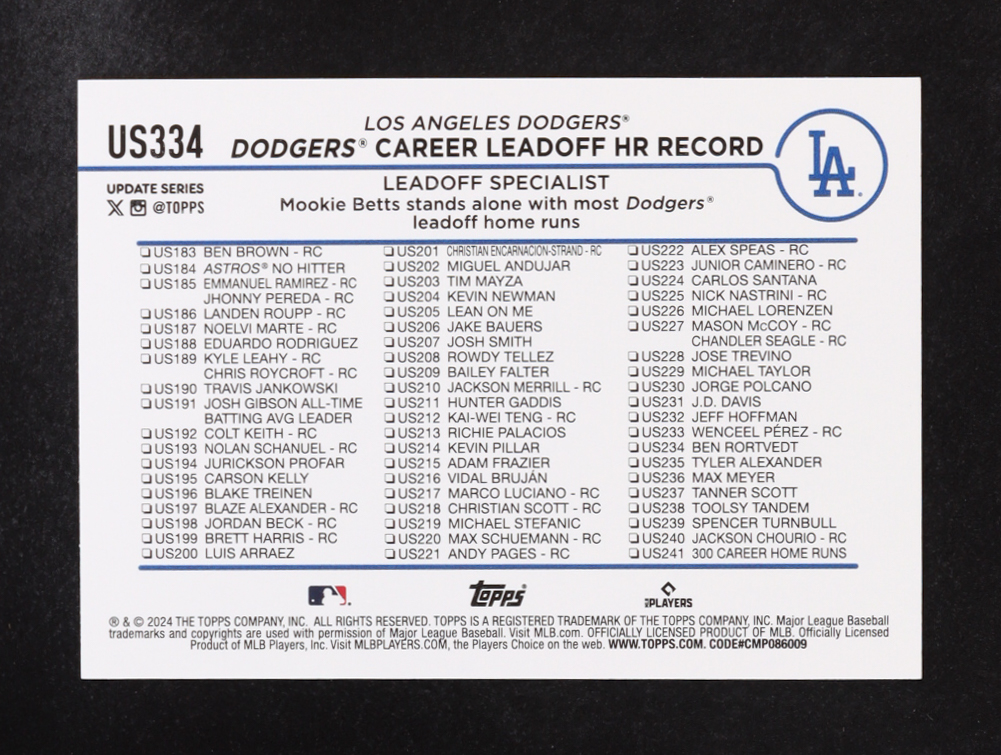 US334
LOS ANGELES DODGERS®
DODGERS® CAREER LEADOFF HR RECORD
LA
UPDATE SERIES
X @TOPPS
LEADOFF SPECIALIST
Mookie Betts stands alone with most Dodgers®
leadoff home runs
US183 BEN BROWN - RC
US184 ASTROS® NO HITTER
US185 EMMANUEL RAMIREZ - RC
JHONNY PEREDA - RC
US186 LANDEN ROUPP - RC
US187 NOELVI MARTE - RC
US188 EDUARDO RODRIGUEZ
US189 KYLE LEAHY - RC
CHRIS ROYCROFT - RC
US190 TRAVIS JANKOWSKI
US191 JOSH GIBSON ALL-TIME
BATTING AVG LEADER
US192 COLT KEITH - RC
US193 NOLAN SCHANUEL - RC
US194 JURICKSON PROFAR
US195 CARSON KELLY
US196 BLAKE TREINEN
US197 BLAZE ALEXANDER - RC
US198 JORDAN BECK - RC
US199 BRETT HARRIS - RC
US200 LUIS ARRAEZ
US201 CHRISTIAN ENCARNACION-STRAND - RC
US202 MIGUEL ANDUJAR
US203 TIM MAYZA
US204 KEVIN NEWMAN
US205 LEAN ON ME
US206 JAKE BAUERS
US207 JOSH SMITH
US208 ROWDY TELLEZ
US209 BAILEY FALTER
US210 JACKSON MERRILL - RC
US211 HUNTER GADDIS
US212 KAI-WEI TENG - RC
US213 RICHIE PALACIOS
US214 KEVIN PILLAR
US215 ADAM FRAZIER
US216 VIDAL BRUJÁN
US217 MARCO LUCIANO - RC
US218 CHRISTIAN SCOTT - RC
US219 MICHAEL STEFANIC
US220 MAX SCHUEMANN - RC
US221 ANDY PAGES - RC
US222 ALEX SPEAS - RC
US223 JUNIOR CAMINERO - RC
US224 CARLOS SANTANA
US225 NICK NASTRINI - RC
US226 MICHAEL LORENZEN
US227 MASON McCOY - RC
CHANDLER SEAGLE - RC
US228 JOSE TREVINO
US229 MICHAEL TAYLOR
US230 JORGE POLCANO
US231 J.D. DAVIS
US232 JEFF HOFFMAN
US233 WENCEEL PÉREZ - RC
US234 BEN RORTVEDT
US235 TYLER ALEXANDER
US236 MAX MEYER
US237 TANNER SCOTT
US238 TOOLSY TANDEM
US239 SPENCER TURNBULL
US240 JACKSON CHOURIO - RC
US241 300 CAREER HOME RUNS
Topps®
PLAYERS
® & © 2024 THE TOPPS COMPANY, INC. ALL RIGHTS RESERVED. TOPPS IS A REGISTERED TRADEMARK OF THE TOPPS COMPANY, INC. Major League Baseball
trademarks and copyrights are used with permission of Major League Baseball. Visit MLB.com. OFFICIALLY LICENSED PRODUCT OF MLB. Officially Licensed
Product of MLB Players, Inc. Visit MLBPLAYERS.COM, the Players Choice on the web. WWW.TOPPS.COM. CODE#CMP086009